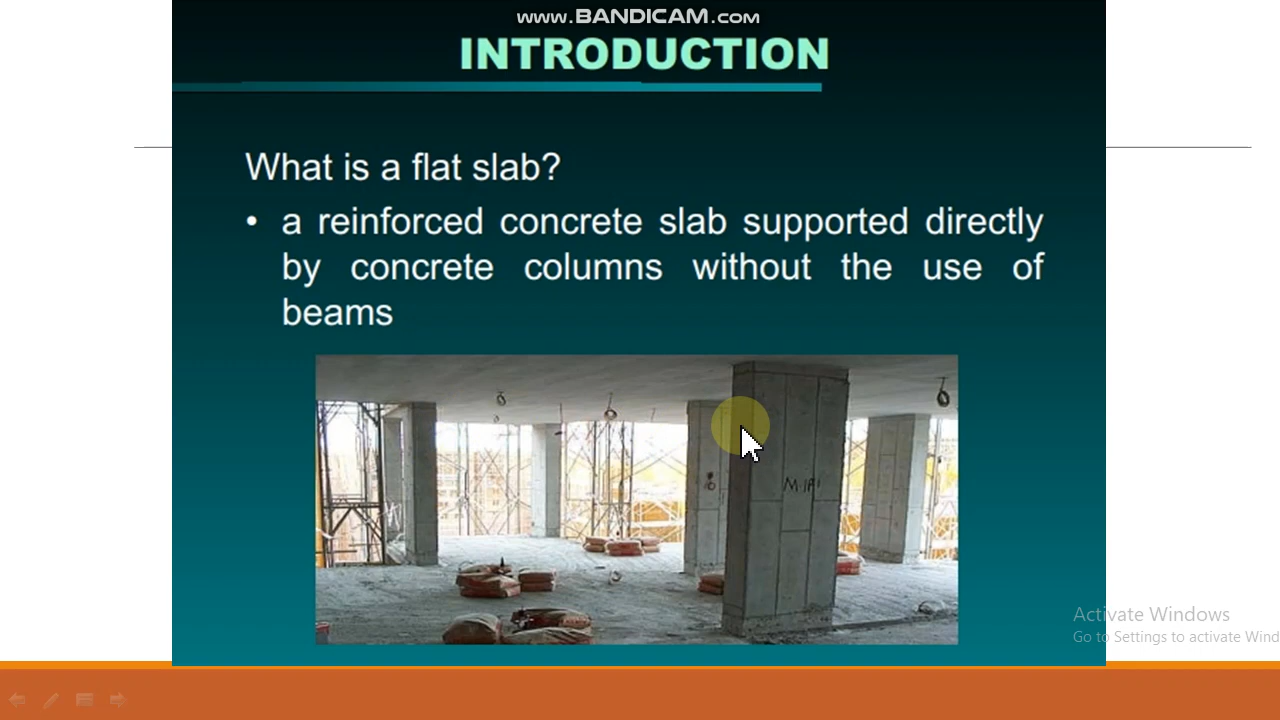 www.BANDICAM.com
INTRODUCTION
What is a flat slab?
• a reinforced concrete slab supported directly
by concrete columns without the use of
beams
Activate Windows
Go to Settings to activate Wind